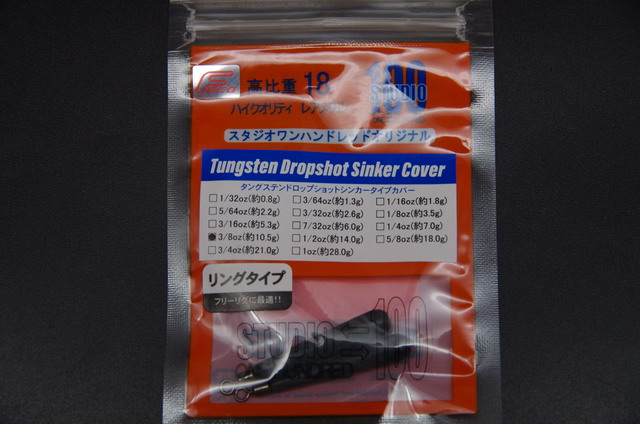 高比重 18.
100
STUDIO
ハイクオリティ レアメタル
スタジオワンハンドレッドオリジナル
Tungsten Dropshot Sinker Cover
タングステンドロップショットシンカータイプカバー
1/32oz(約0.8g) 3/64oz(約1.3g) 1/16oz(約1.8g)
5/64oz(約2.2g) 3/32oz(約2.6g) 1/8oz(約3.5g)
3/16oz(約5.3g) 7/32oz(約6.0g) 1/4oz(約7.0g)
3/8oz(約10.5g) 1/2oz(約14.0g) 5/8oz(約18.0g)
3/4oz(約21.0g) 1oz(約28.0g)
リングタイプ
フリーリグに最適!!
STUDIO 100
ONE HUNDRED